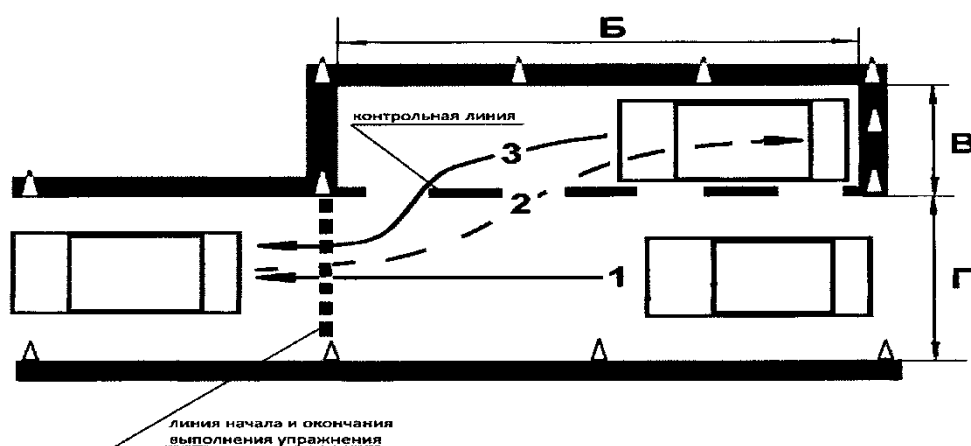 Б
контрольная линия
3
В
2
1
Г
линия начала и окончания
выполнения упражнения